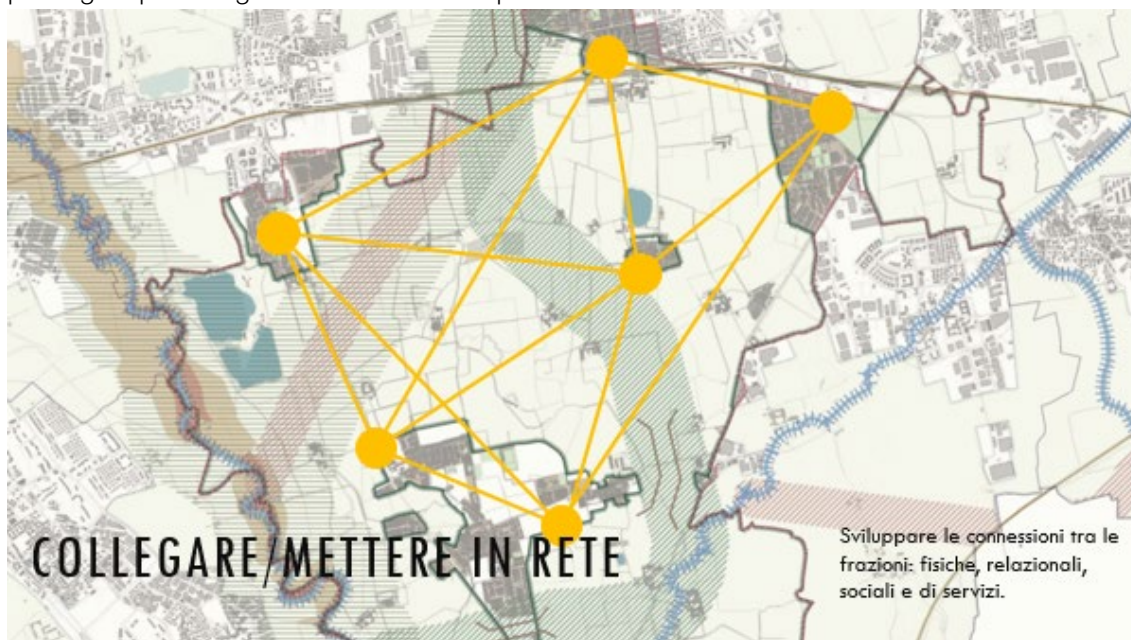 COLLEGARE/METTERE IN RETE
Sviluppare le connessioni tra le
frazioni: fisiche, relazionali,
sociali e di servizi.